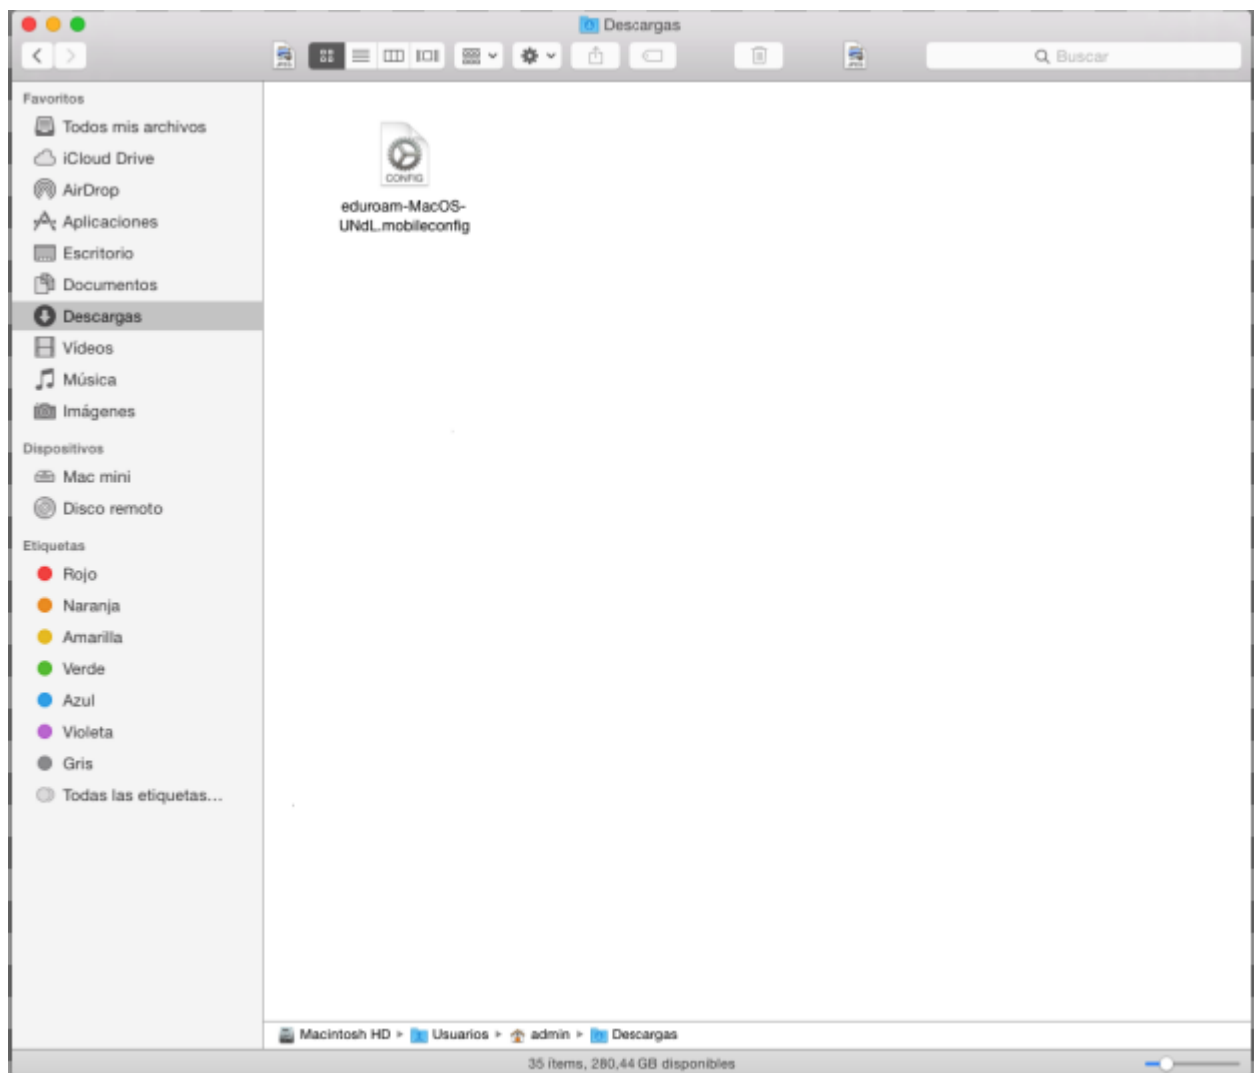 Descargas
Buscar
Favoritos
Todos mis archivos
iCloud Drive
AirDrop
Aplicaciones
Escritorio
Documentos
Descargas
Vídeos
Música
Imágenes
Dispositivos
Mac mini
Disco remoto
Etiquetas
Rojo
Naranja
Amarilla
Verde
Azul
Violeta
Gris
Todas las etiquetas...
CONFIG
eduroam-MacOS-
UNdL.mobileconfig
Macintosh HD Usuarios admin Descargas
35 ítems, 280,44 GB disponibles